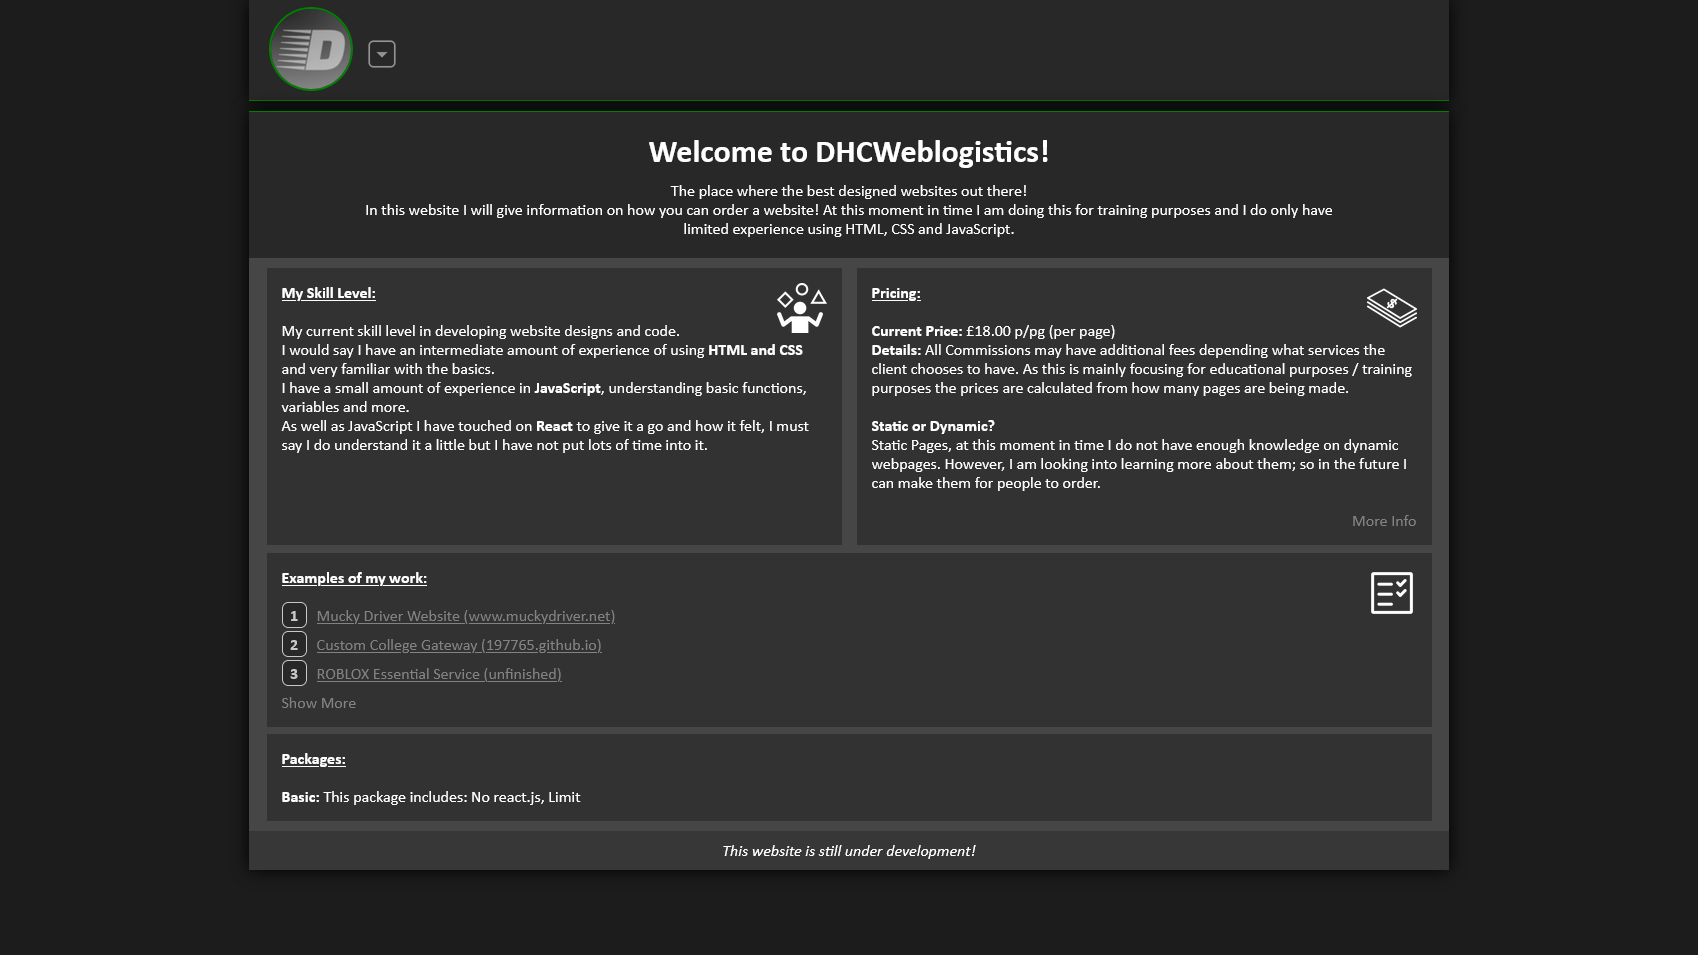 D
Welcome to DHCWeblogistics!
The place where the best designed websites out there!
In this website I will give information on how you can order a website! At this moment in time I am doing this for training purposes and I do only have
limited experience using HTML, CSS and JavaScript.
My Skill Level:
My current skill level in developing website designs and code.
I would say I have an intermediate amount of experience of using HTML and CSS
and very familiar with the basics.
I have a small amount of experience in JavaScript, understanding basic functions,
variables and more.
As well as JavaScript I have touched on React to give it a go and how it felt, I must
say I do understand it a little but I have not put lots of time into it.
Pricing:
$
Current Price: £18.00 p/pg (per page)
Details: All Commissions may have additional fees depending what services the
client chooses to have. As this is mainly focusing for educational purposes / training
purposes the prices are calculated from how many pages are being made.
Static or Dynamic?
Static Pages, at this moment in time I do not have enough knowledge on dynamic
webpages. However, I am looking into learning more about them; so in the future I
can make them for people to order.
More Info
Examples of my work:
1 Mucky Driver Website (www.muckydriver.net)
2 Custom College Gateway (197765.github.io)
3 ROBLOX Essential Service (unfinished)
Show More
Packages:
Basic: This package includes: No react.js, Limit
This website is still under development!